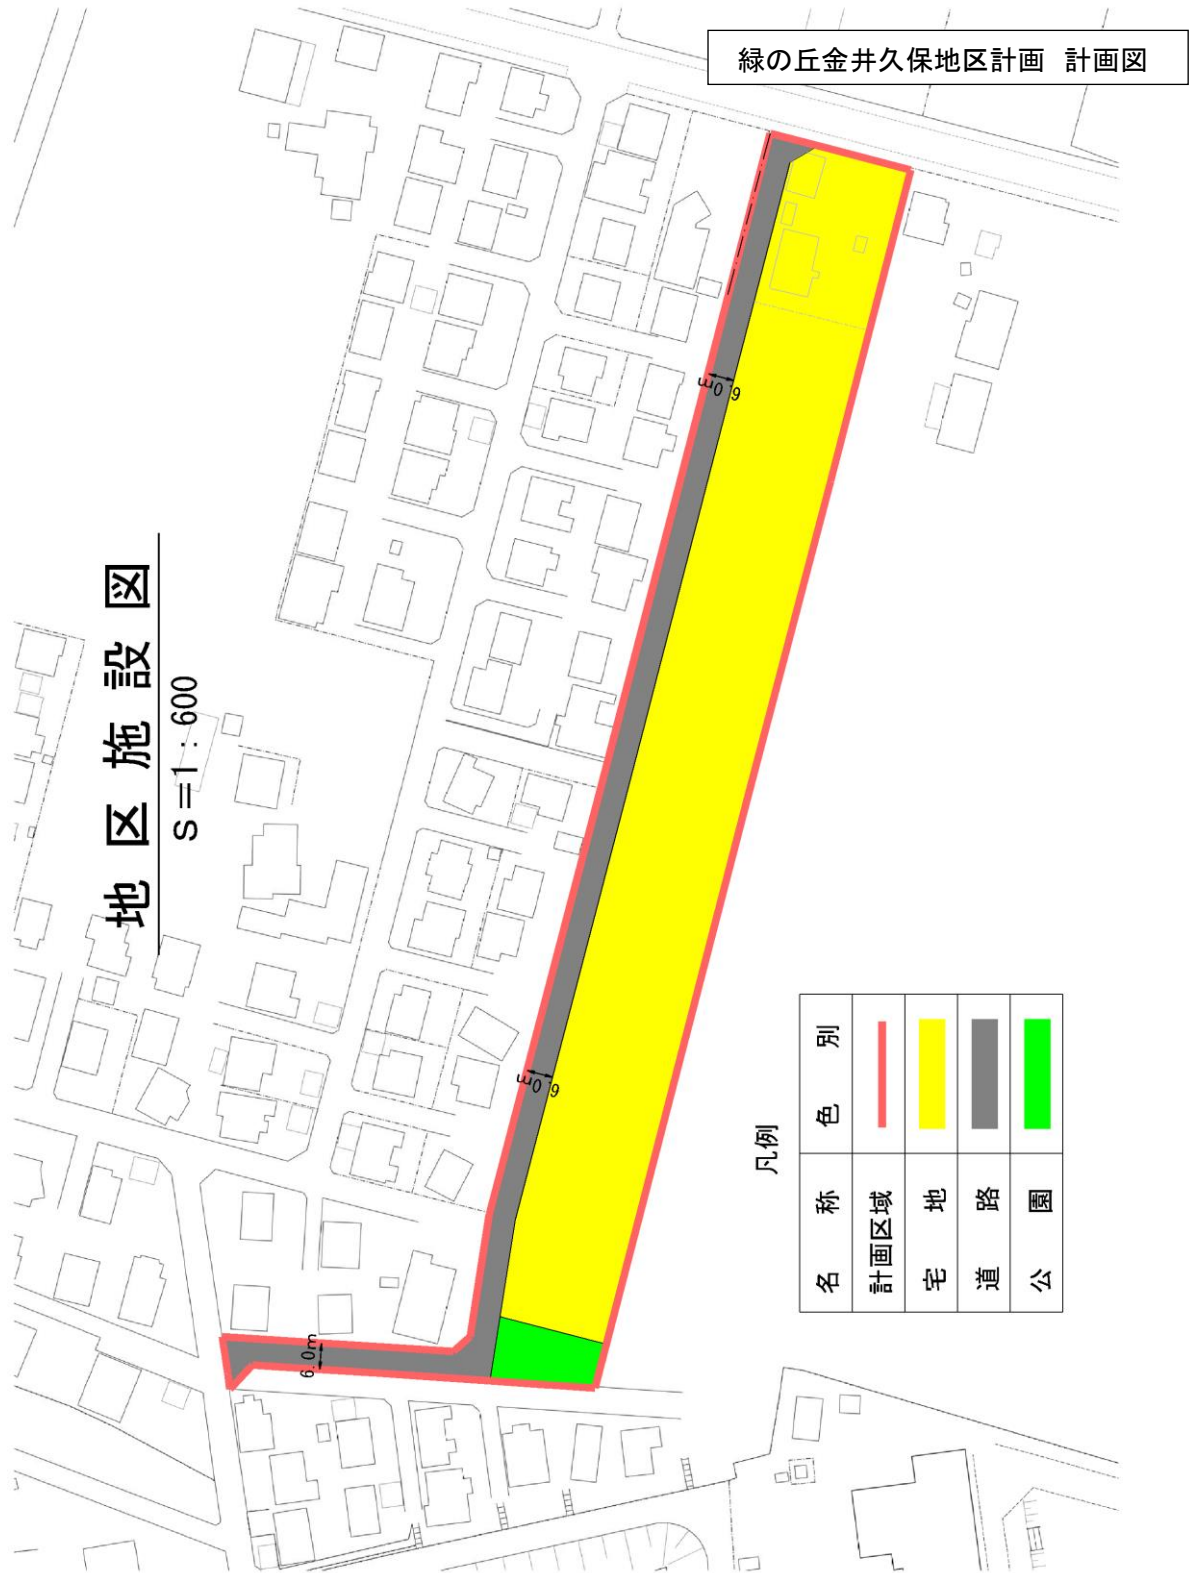 緑の丘金井久保地区計画 計画図
地区施設図
S=1:600
6.0m
6.0m
6.0m
凡例
名称 色別
計画区域
宅地
道路
公園